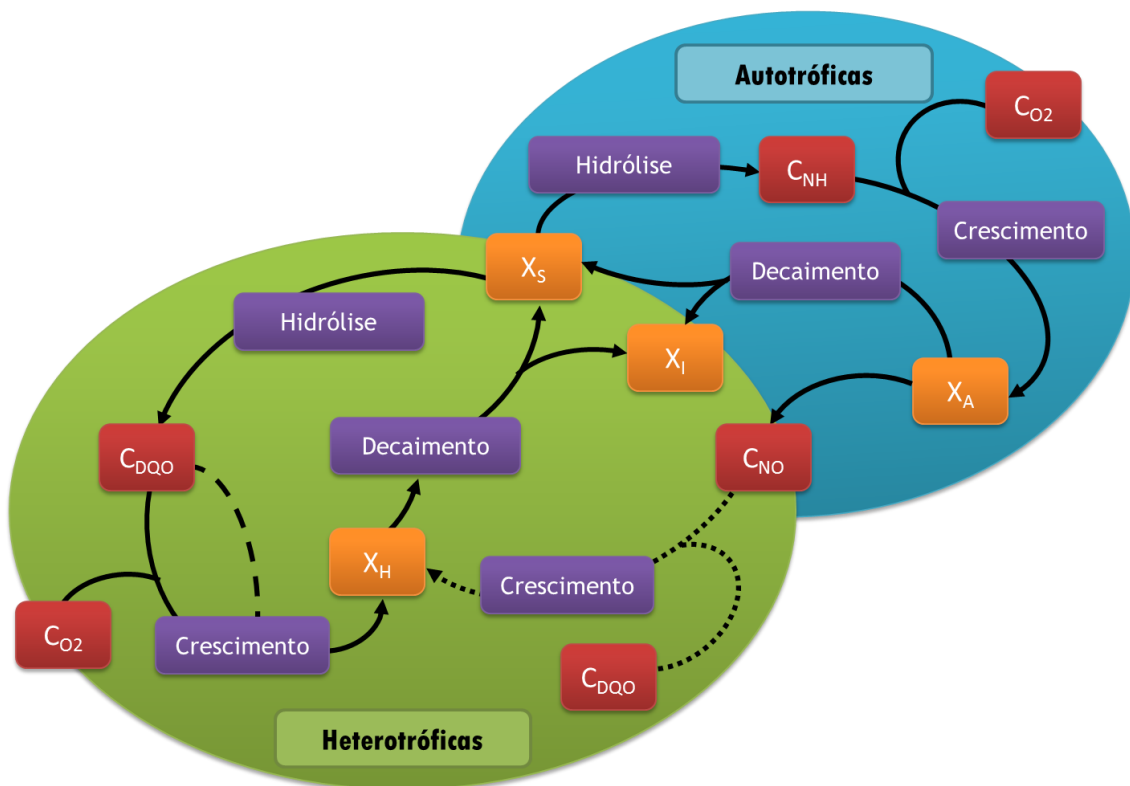 Autotróficas
C_O2
Hidrólise
C_NH
Crescimento
X_S
Decaimento
Hidrólise
X_I
X_A
C_DQO
Decaimento
C_NO
X_H
Crescimento
C_O2
Crescimento
C_DQO
Heterotróficas